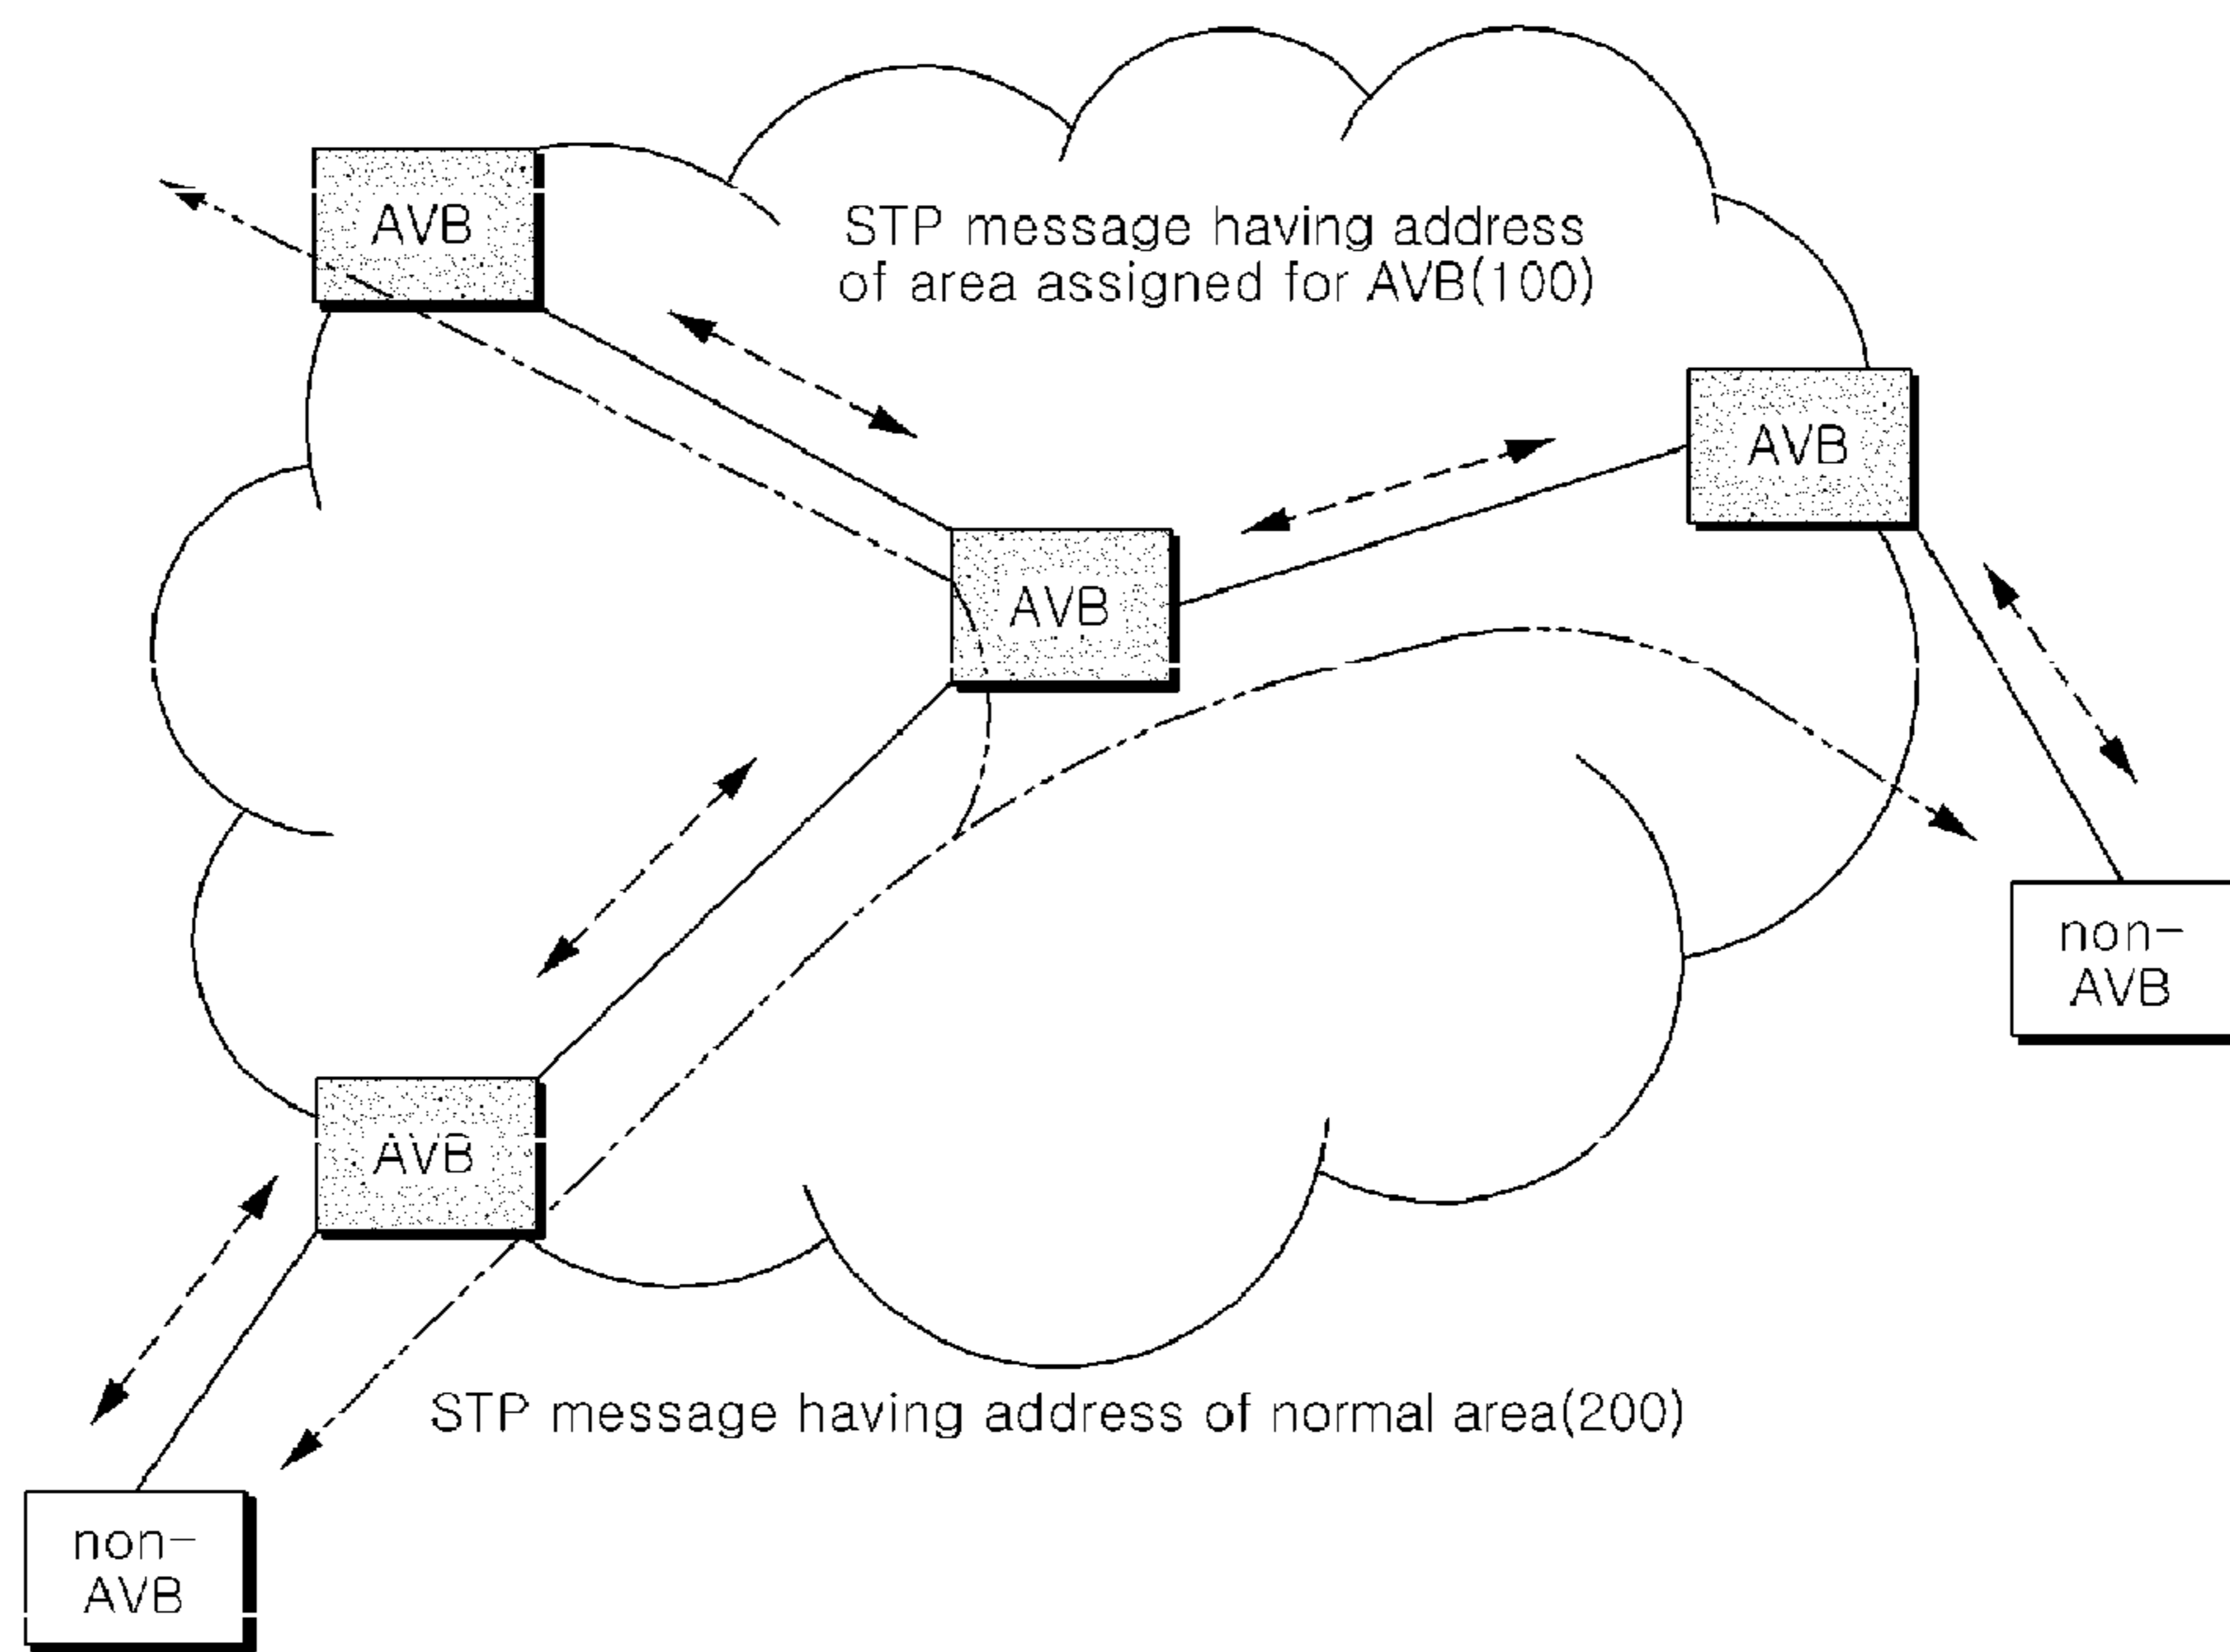 AVB
STP message having address
of area assigned for AVB(100)
AVB
AVB
non-
AVB
AVB
STP message having address of normal area(200)
non-
AVB